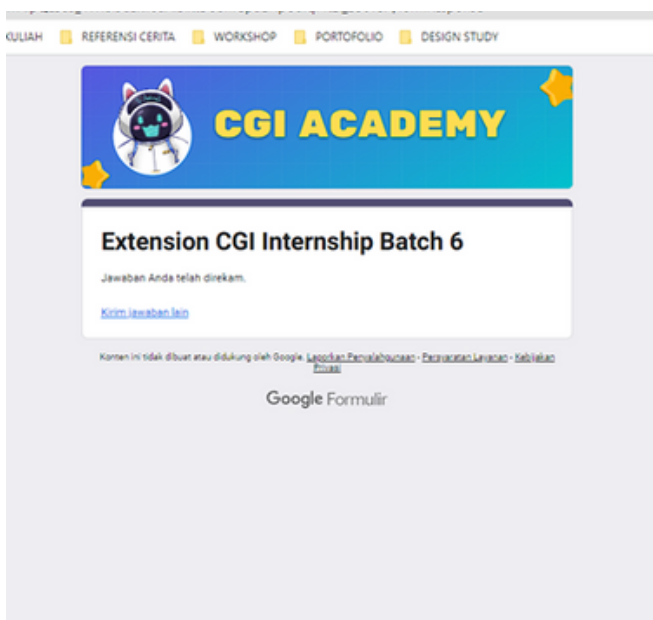 KULIAH REFERENSI CERITA WORKSHOP PORTOFOLIO DESIGN STUDY
CGI ACADEMY
Extension CGI Internship Batch 6
Jawaban Anda telah direkam.
Kirim jawaban lain
Konten ini tidak dibuat atau didukung oleh Google. Laporkan Penyalahgunaan - Persyaratan Layanan - Kebijakan
Privasi
Google Formulir